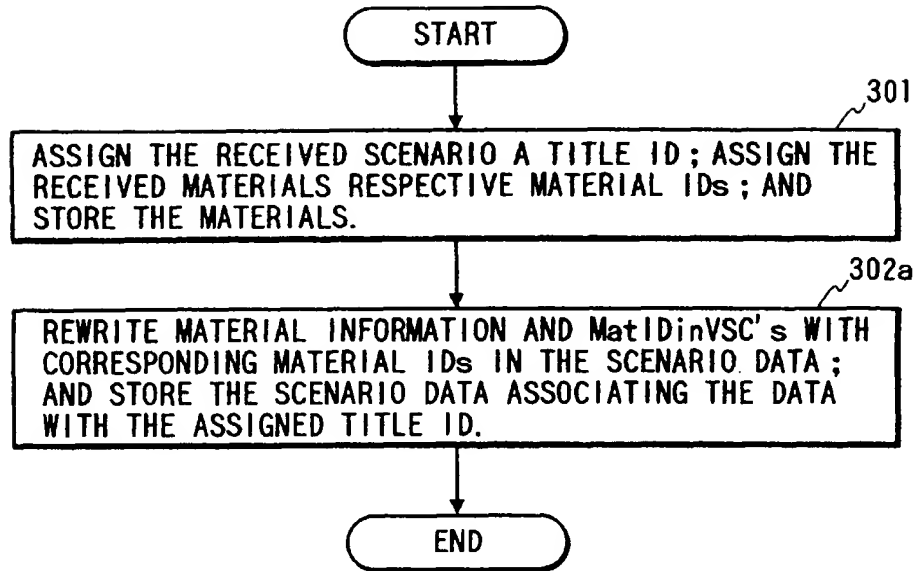 START
301
ASSIGN THE RECEIVED SCENARIO A TITLE ID; ASSIGN THE
RECEIVED MATERIALS RESPECTIVE MATERIAL IDs; AND
STORE THE MATERIALS.
302a
REWRITE MATERIAL INFORMATION AND MatIDinVSC's WITH
CORRESPONDING MATERIAL IDs IN THE SCENARIO DATA;
AND STORE THE SCENARIO DATA ASSOCIATING THE DATA
WITH THE ASSIGNED TITLE ID.
END